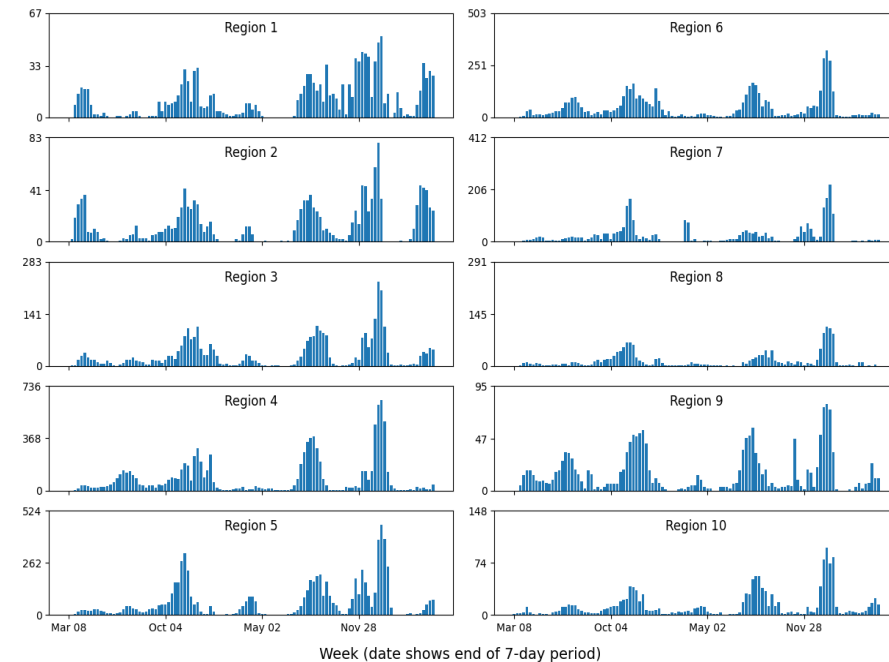 67
33
0
Region 1
503
251
0
Region 6
83
41
0
Region 2
412
206
0
Region 7
283
141
0
Region 3
291
145
0
Region 8
736
368
0
Region 4
95
47
0
Region 9
524
262
0
Region 5
148
74
0
Region 10
Mar 08 Oct 04 May 02 Nov 28
Mar 08 Oct 04 May 02 Nov 28
Week (date shows end of 7-day period)